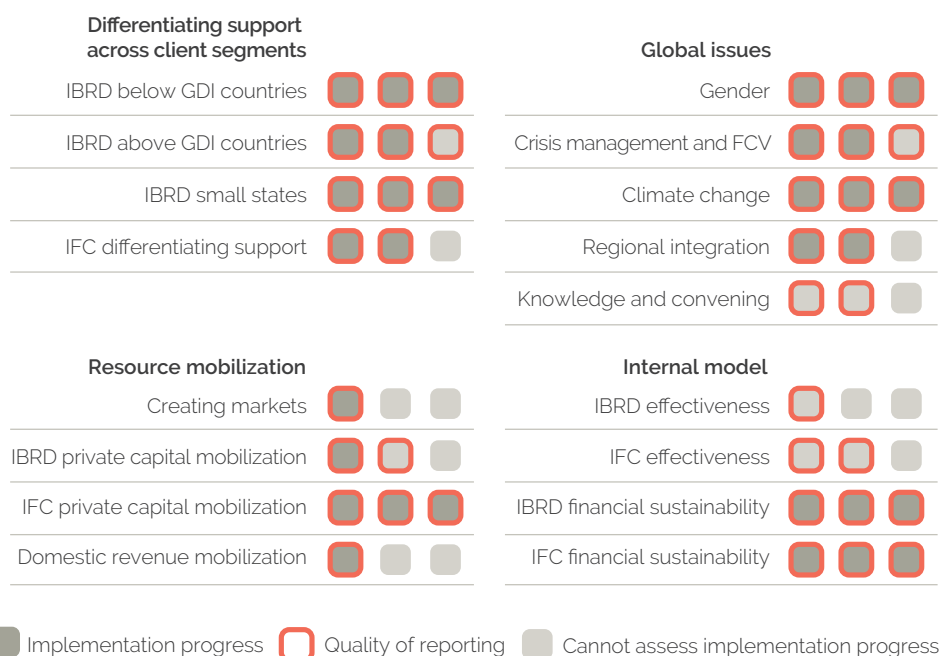 Differentiating support
across client segments
IBRD below GDI countries
IBRD above GDI countries
IBRD small states
IFC differentiating support
Global issues
Gender
Crisis management and FCV
Climate change
Regional integration
Knowledge and convening
Resource mobilization
Creating markets
IBRD private capital mobilization
IFC private capital mobilization
Domestic revenue mobilization
Internal model
IBRD effectiveness
IFC effectiveness
IBRD financial sustainability
IFC financial sustainability
Implementation progress
Quality of reporting
Cannot assess implementation progress